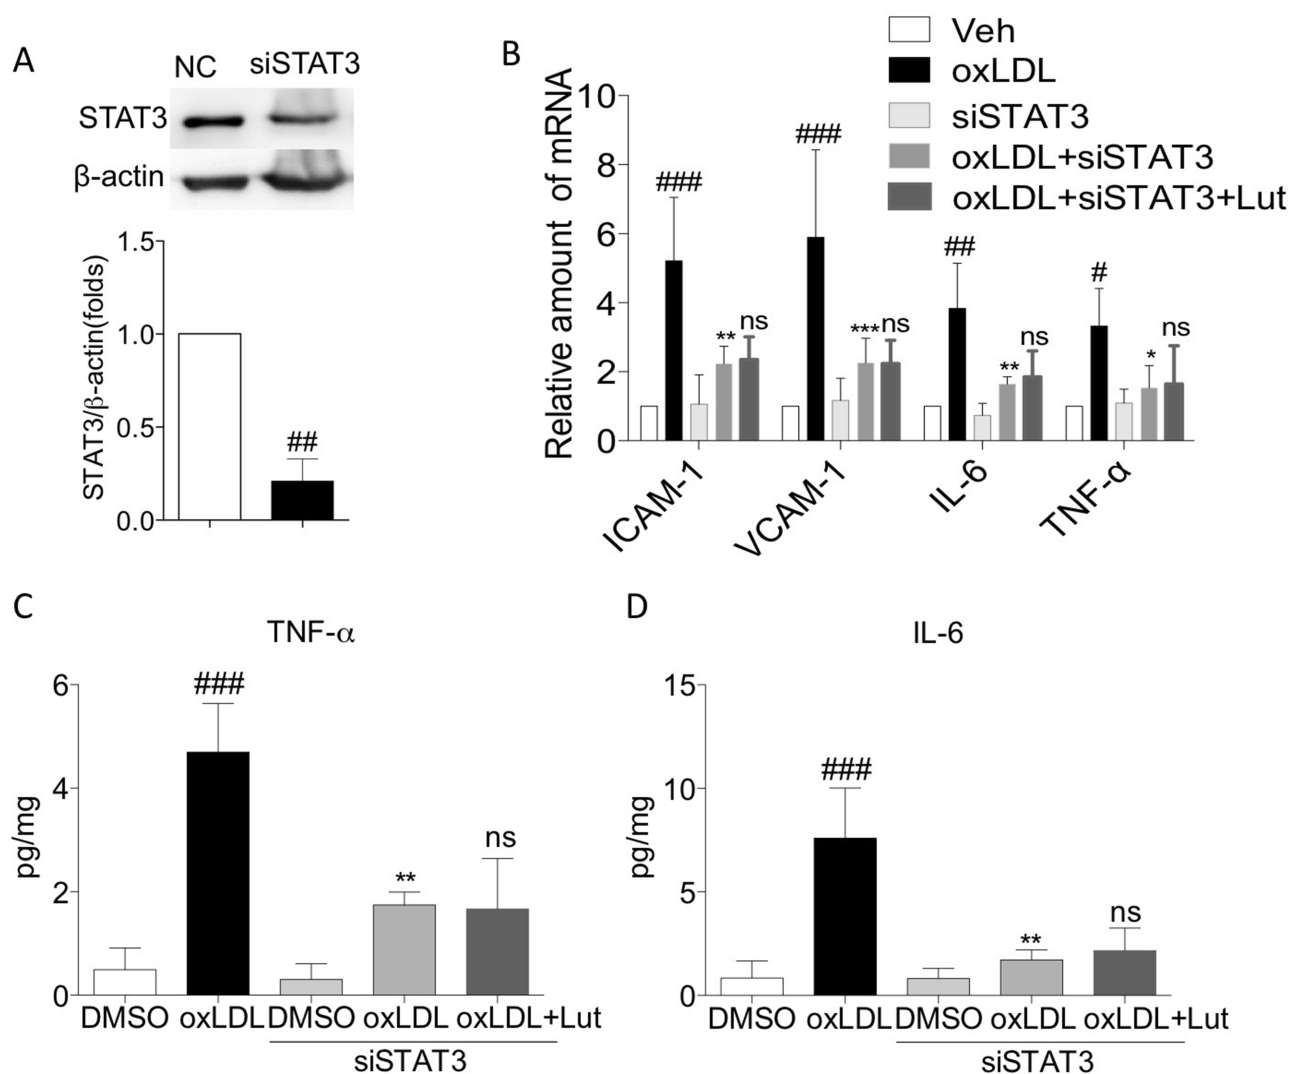 A
NC siSTAT3
STAT3
β-actin
STAT3/β-actin(folds)
1.5
1.0
0.5
0.0
##
B
Veh
oxLDL
siSTAT3
oxLDL+siSTAT3
oxLDL+siSTAT3+Lut
Relative amount of mRNA
10
8
6
4
2
0
### ** ns
### *** ns
## ** ns
# * ns
ICAM-1 VCAM-1 IL-6 TNF-α
C
TNF-α
pg/mg
6
4
2
0
### ** ns
DMSO oxLDL DMSO oxLDL oxLDL+Lut
siSTAT3
D
IL-6
pg/mg
15
10
5
0
### ** ns
DMSO oxLDL DMSO oxLDL oxLDL+Lut
siSTAT3